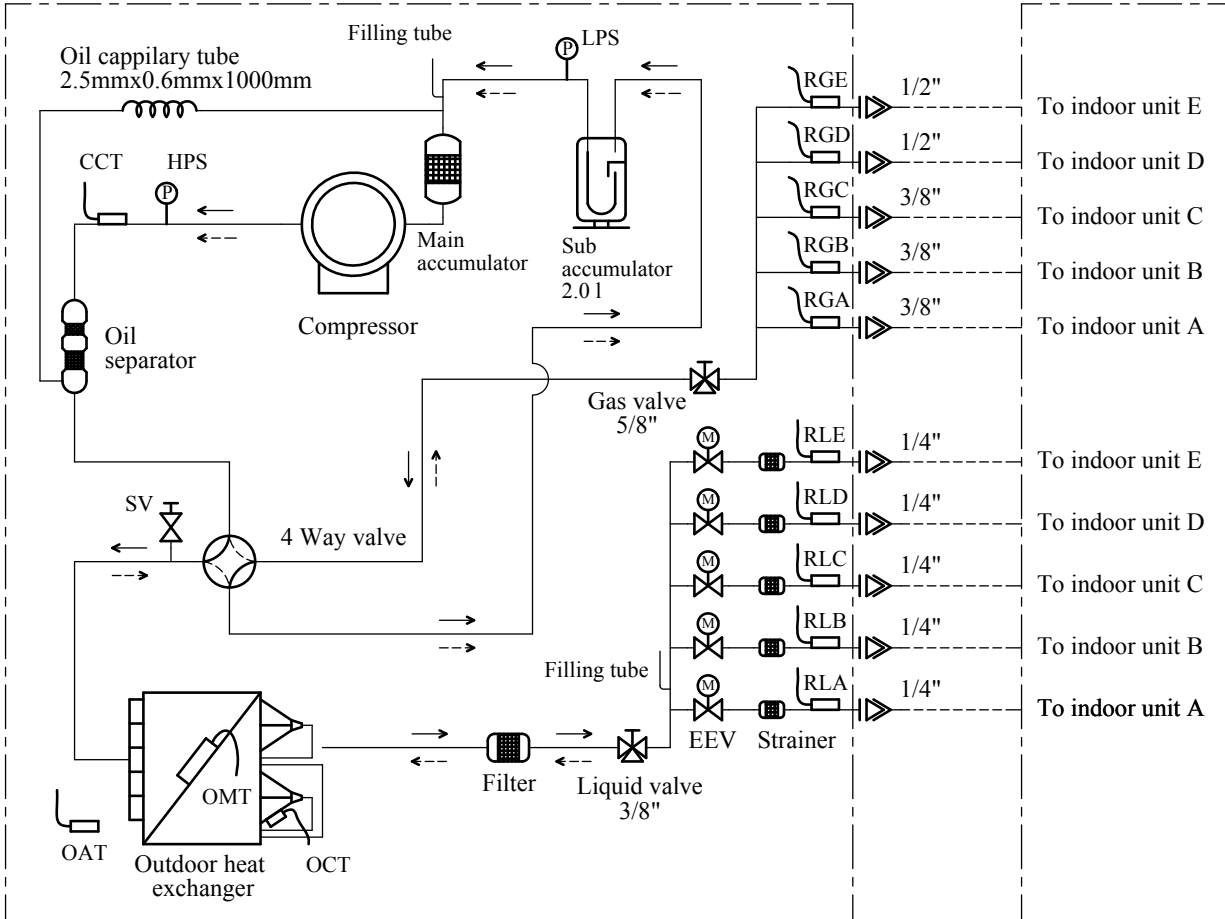 Filling tube
LPS
P
Oil cappilary tube
2.5mmx0.6mmx1000mm
RGE
1/2"
To indoor unit E
RGD
1/2"
To indoor unit D
CCT
HPS
P
RGC
3/8"
To indoor unit C
Main
accumulator
Sub
accumulator
2.0 l
RGB
3/8"
To indoor unit B
RGA
3/8"
To indoor unit A
Compressor
Oil
separator
Gas valve
5/8"
M
RLE
1/4"
To indoor unit E
SV
4 Way valve
M
RLD
1/4"
To indoor unit D
M
RLC
1/4"
To indoor unit C
M
RLB
1/4"
To indoor unit B
Filling tube
M
RLA
1/4"
To indoor unit A
EEV
Strainer
Filter
Liquid valve
3/8"
OMT
OAT
Outdoor heat
exchanger
OCT